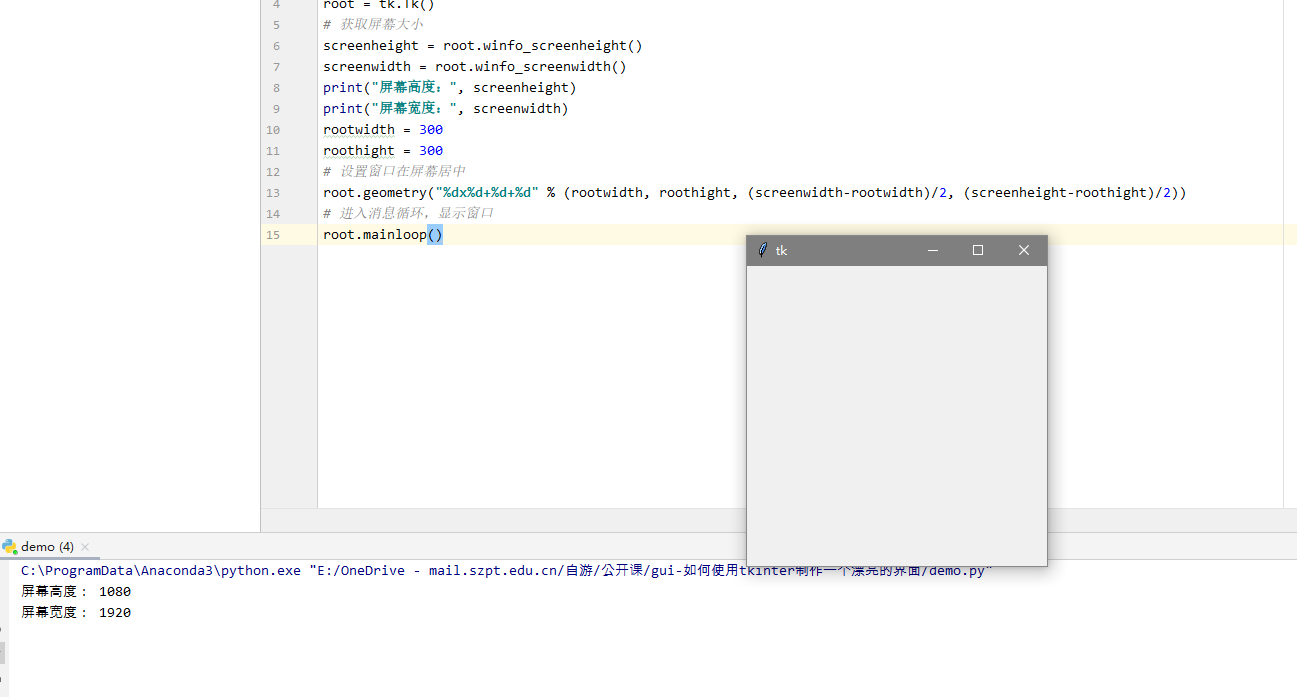 4 root = tk.Tk()
5 # 获取屏幕大小
6 screenheight = root.winfo_screenheight()
7 screenwidth = root.winfo_screenwidth()
8 print("屏幕高度：", screenheight)
9 print("屏幕宽度：", screenwidth)
10 rootwidth = 300
11 roothight = 300
12 # 设置窗口在屏幕居中
13 root.geometry("%dx%d+%d+%d" % (rootwidth, roothight, (screenwidth-rootwidth)/2, (screenheight-roothight)/2))
14 # 进入消息循环，显示窗口
15 root.mainloop()
tk
demo (4)
C:\ProgramData\Anaconda3\python.exe "E:/OneDrive - mail.szpt.edu.cn/自游/公开课/gui-如何使用tkinter制作一个漂亮的界面/demo.py"
屏幕高度： 1080
屏幕宽度： 1920